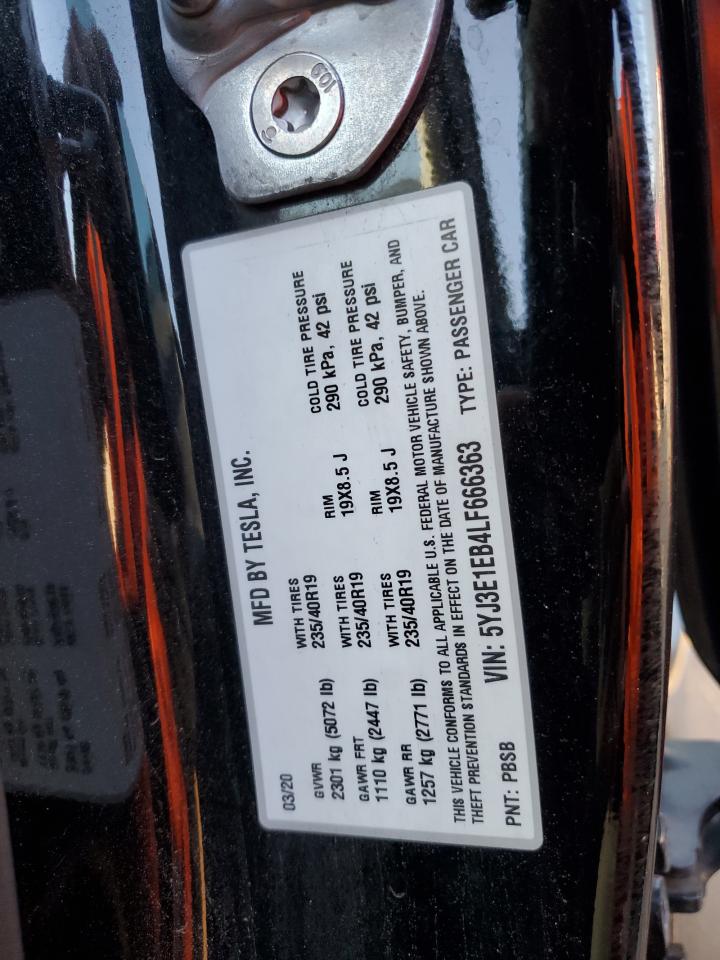 MFD BY TESLA, INC.
03/20
GVWR
2301 kg (5072 lb)
WITH TIRES
235/40R19
RIM
19X8.5 J
COLD TIRE PRESSURE
290 kPa, 42 psi
GAWR FRT
1110 kg (2447 lb)
WITH TIRES
235/40R19
RIM
19X8.5 J
COLD TIRE PRESSURE
290 kPa, 42 psi
GAWR RR
1257 kg (2771 lb)
WITH TIRES
235/40R19
THIS VEHICLE CONFORMS TO ALL APPLICABLE U.S. FEDERAL MOTOR VEHICLE SAFETY, BUMPER, AND
THEFT PREVENTION STANDARDS IN EFFECT ON THE DATE OF MANUFACTURE SHOWN ABOVE.
VIN: 5YJ3E1EB4LF666363 TYPE: PASSENGER CAR
PNT: PBSB
109